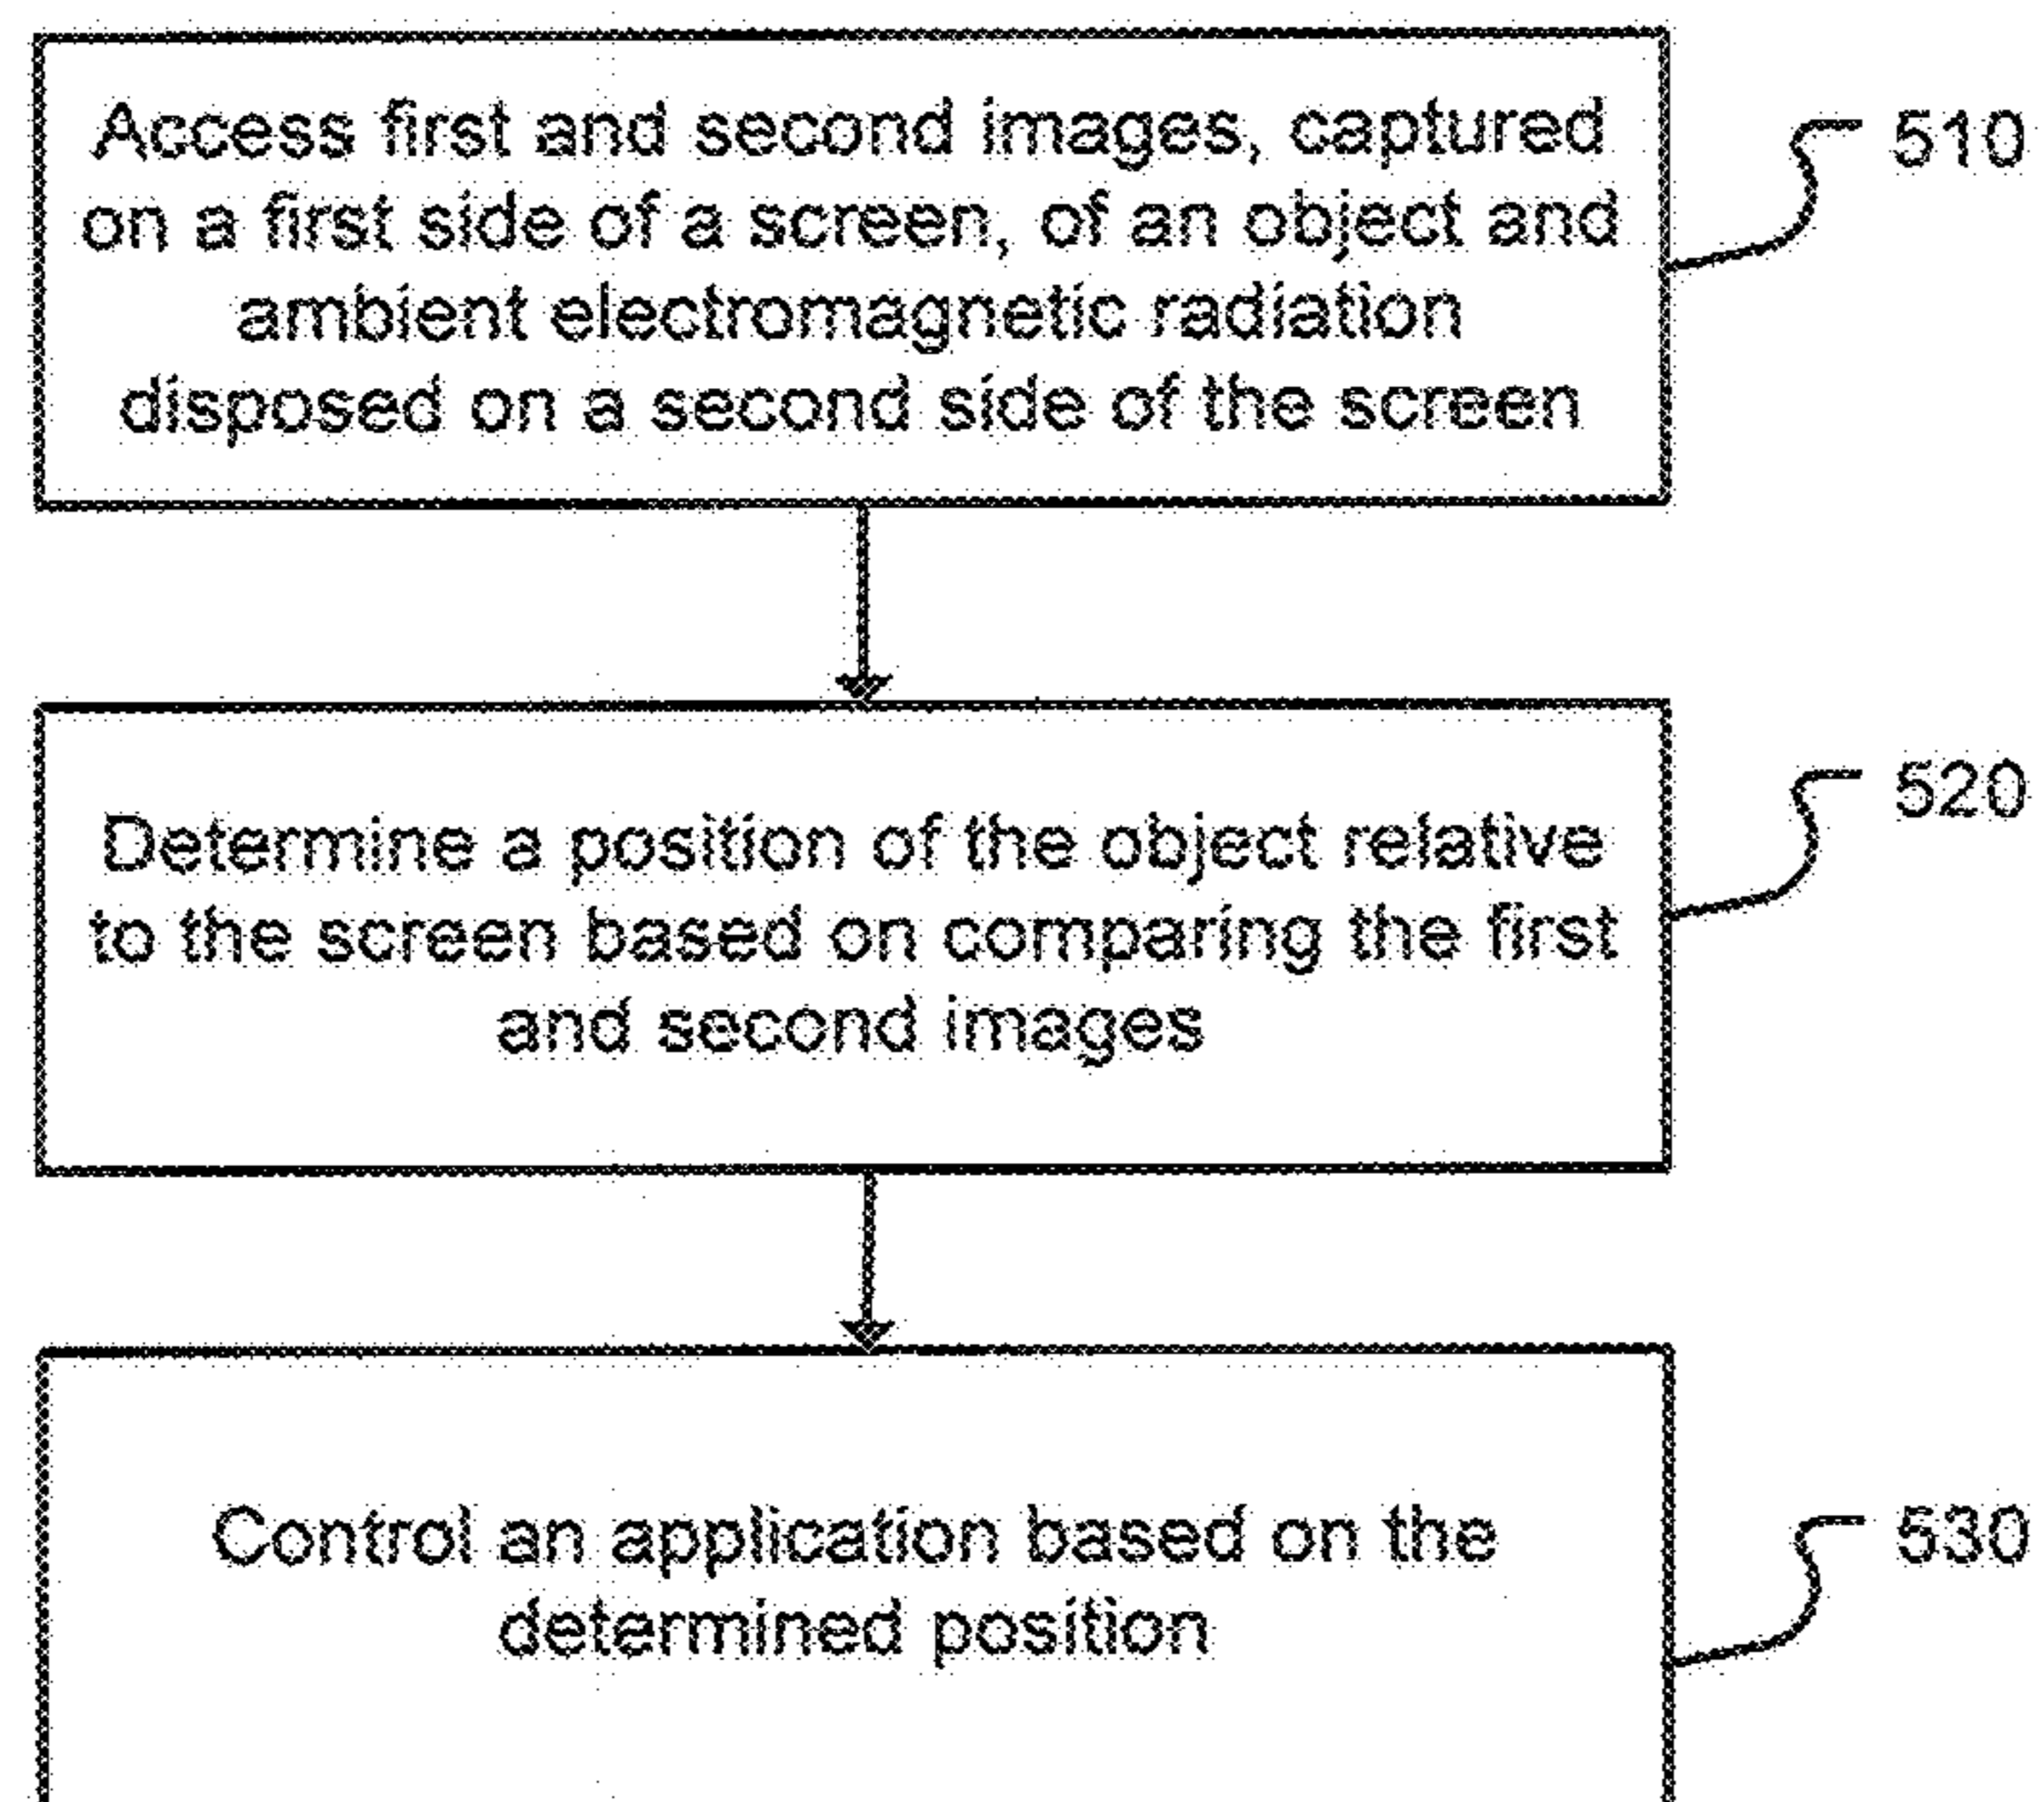 Access first and second images, captured
on a first side of a screen, of an object and
ambient electromagnetic radiation
disposed on a second side of the screen
510
Determine a position of the object relative
to the screen based on comparing the first
and second images
520
Control an application based on the
determined position
530